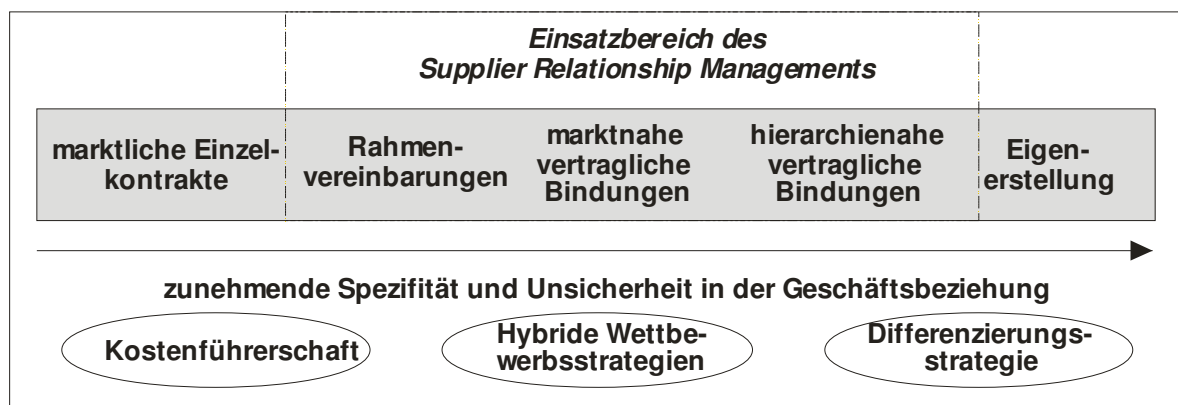 Einsatzbereich des
Supplier Relationship Managements
marktliche Einzel-
kontrakte
Rahmen-
vereinbarungen
marktnahe
vertragliche
Bindungen
hierarchienahe
vertragliche
Bindungen
Eigen-
erstellung
zunehmende Spezifität und Unsicherheit in der Geschäftsbeziehung
Kostenführerschaft
Hybride Wettbe-
werbsstrategien
Differenzierungs-
strategie